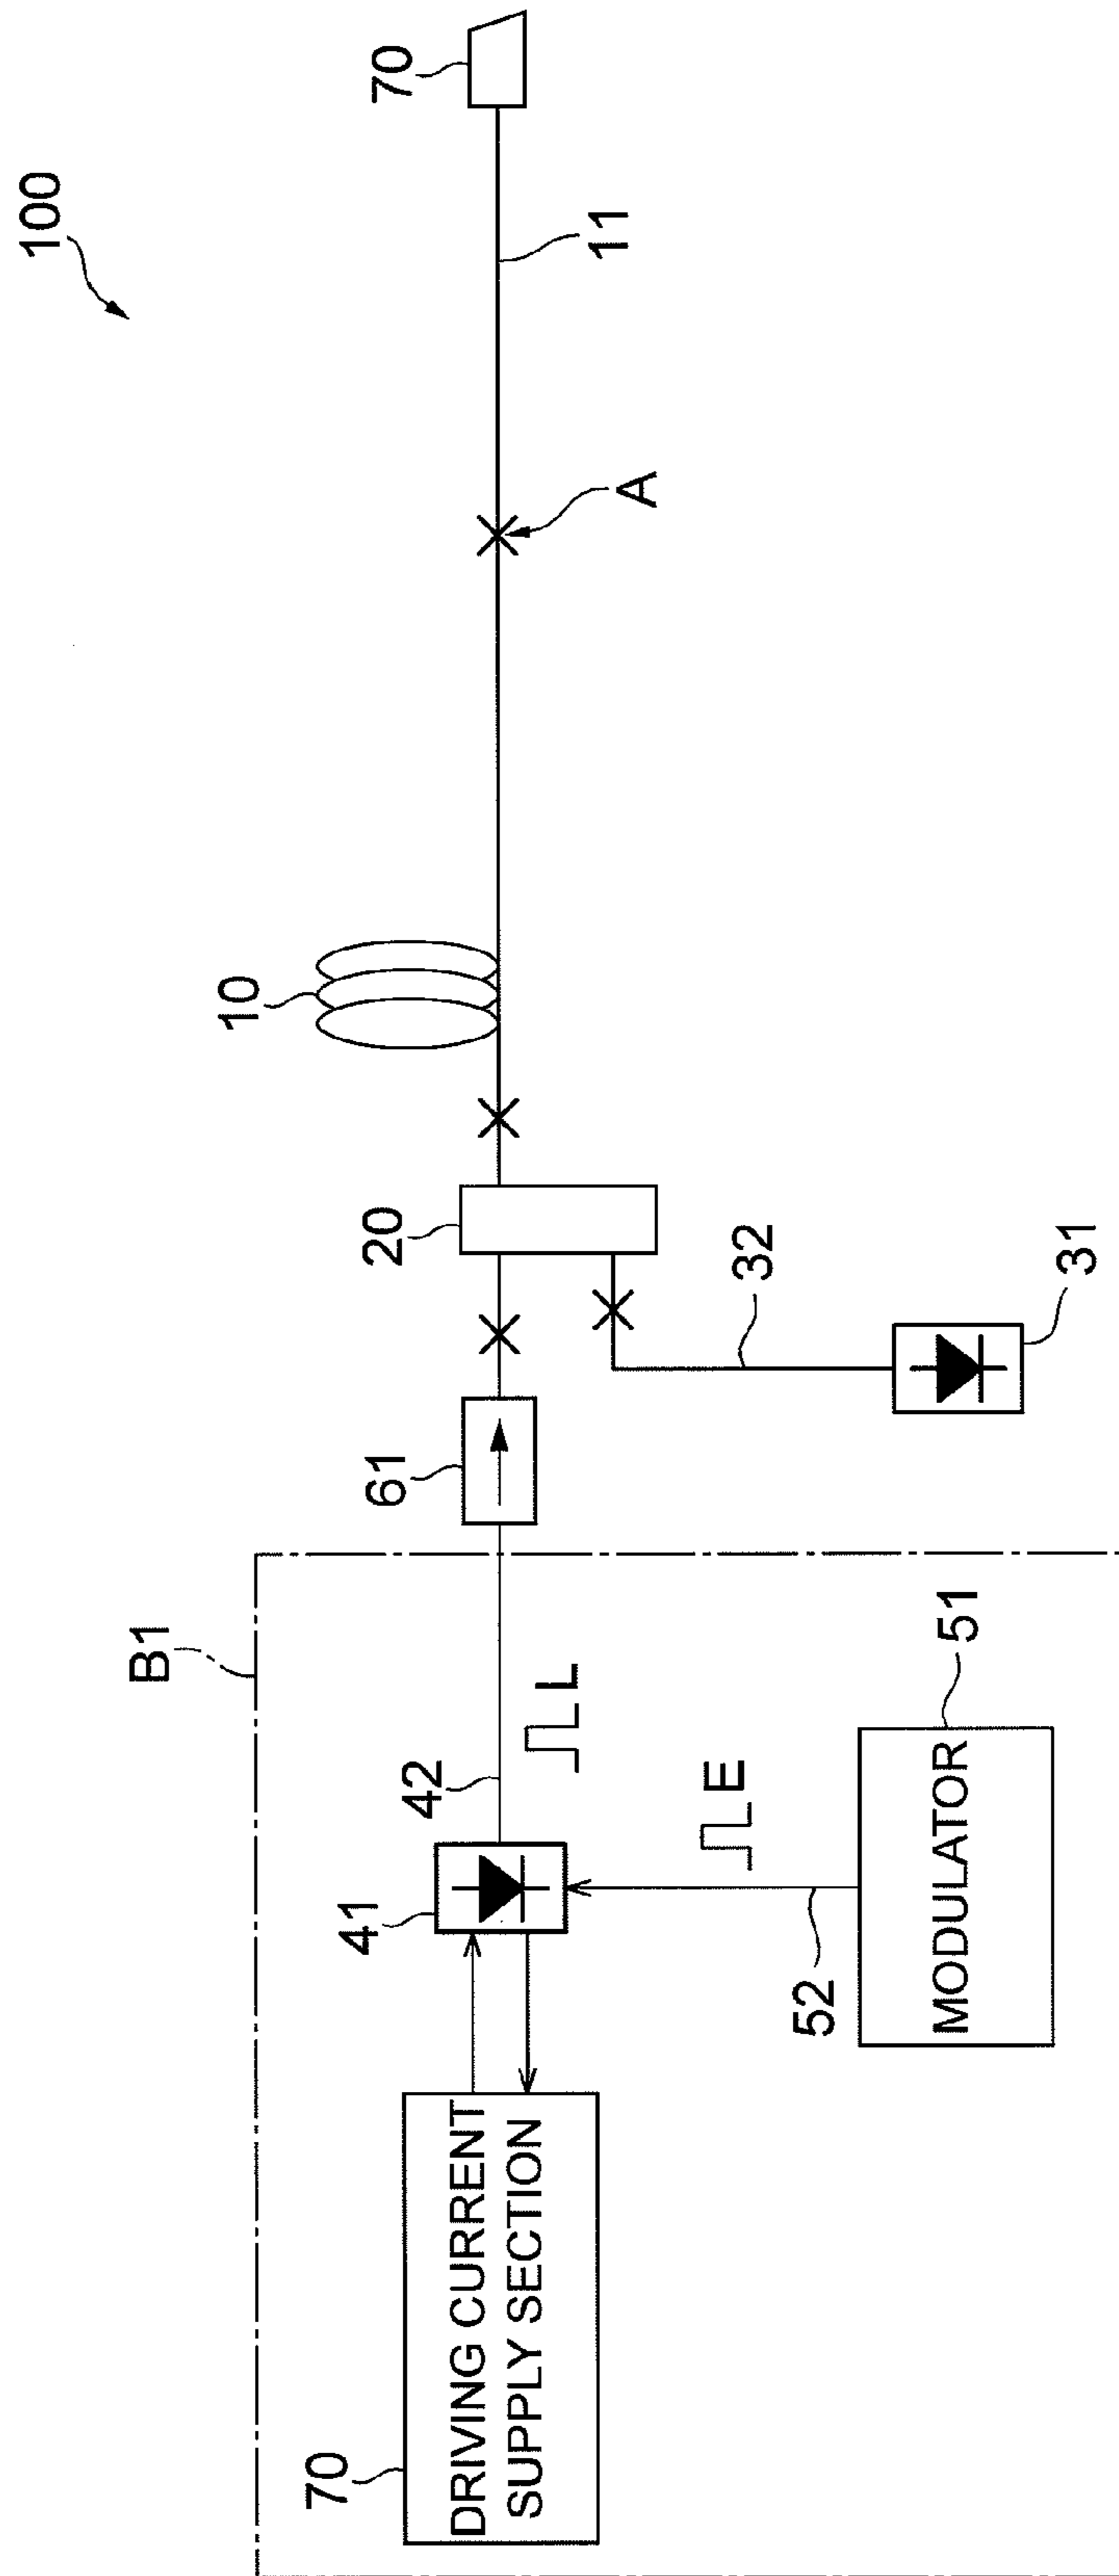 100
B1
70
DRIVING CURRENT
SUPPLY SECTION
41
42
L
E
52
MODULATOR
51
61
20
32
31
10
A
11
70